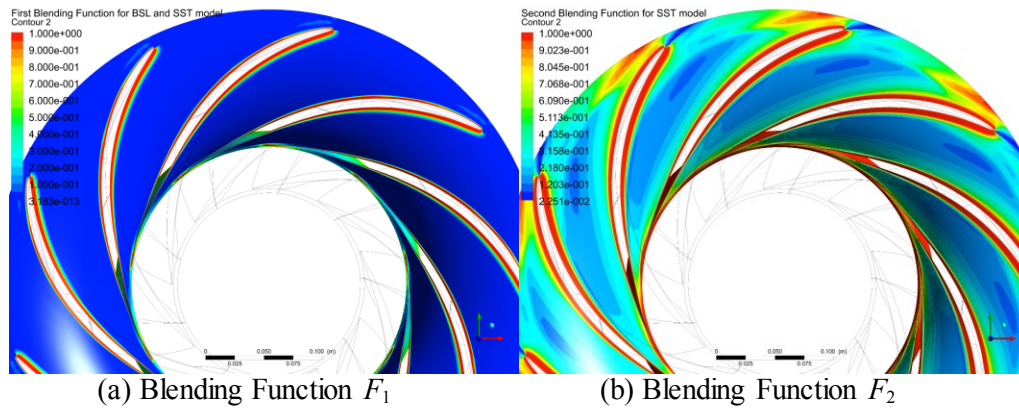 First Blending Function for BSL and SST model
Contour 2
1.000e+000
9.000e-001
8.000e-001
7.000e-001
6.000e-001
5.000e-001
4.000e-001
3.000e-001
2.000e-001
1.000e-001
3.163e-013
0 0.050 0.100 (m)
0.025 0.075
Second Blending Function for SST model
Contour 2
1.000e+000
9.023e-001
8.045e-001
7.068e-001
6.090e-001
5.113e-001
4.135e-001
3.158e-001
2.180e-001
1.203e-001
2.251e-002
0 0.050 0.100 (m)
0.025 0.075
(a) Blending Function F₁
(b) Blending Function F₂